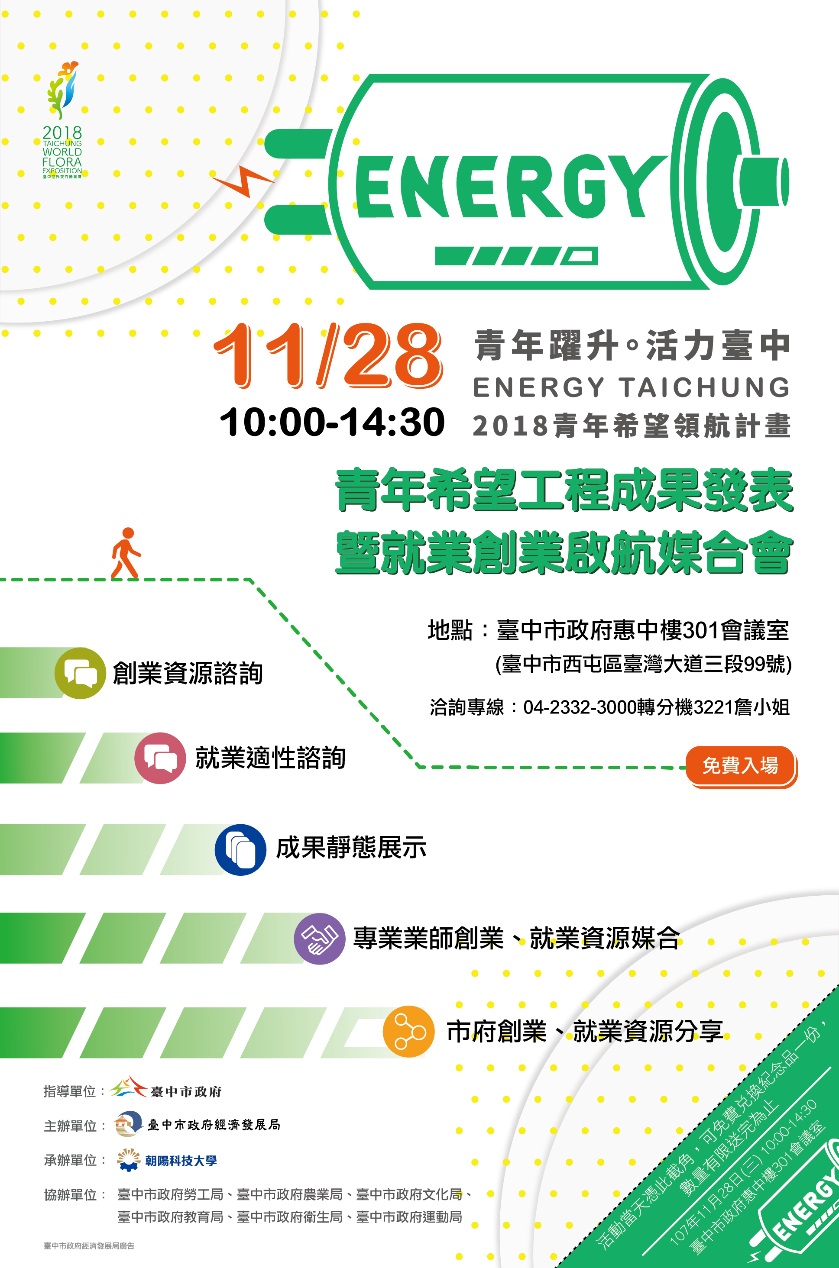 2018
TAICHUNG
WORLD
FLORA
EXPOSITION
ENERGY
11/28
10:00-14:30
青年躍升。活力臺中
ENERGY TAICHUNG
2018青年希望領航計畫
青年希望工程成果發表
暨就業創業啟航媒合會
地點：臺中市政府惠中樓301會議室
(臺中市西屯區臺灣大道三段99號)
洽詢專線：04-2332-3000轉分機3221詹小姐
免費入場
創業資源諮詢
就業適性諮詢
成果靜態展示
專業業師創業、就業資源媒合
市府創業、就業資源分享
指導單位：臺中市政府
主辦單位：臺中市政府經濟發展局
承辦單位：朝陽科技大學
協辦單位：臺中市政府勞工局、臺中市政府農業局、臺中市政府文化局、
臺中市政府教育局、臺中市政府衛生局、臺中市政府運動局
臺中市政府經濟發展局廣告
活動當天憑此截角，可免費兌換紀念品一份，
數量有限送完為止
107年11月28日(三) 10:00-14:30
臺中市政府惠中樓301會議室
ENERGY